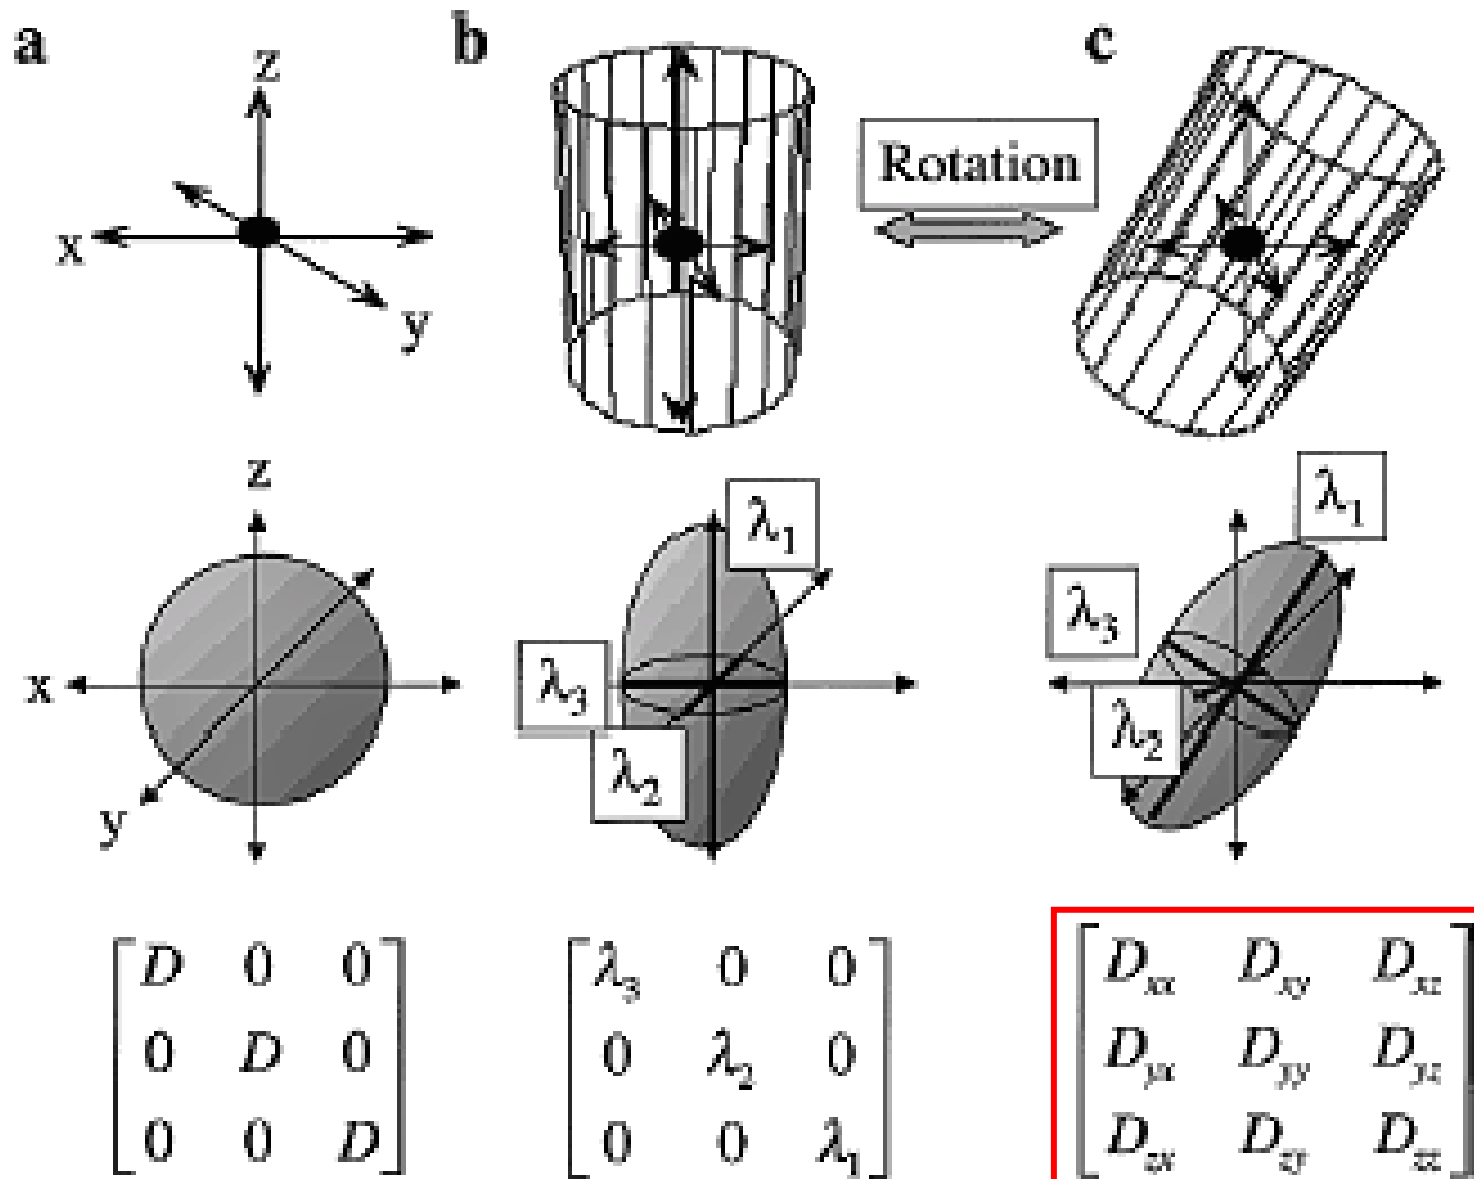 a
b
c
z
x
y
Rotation
z
x
y
λ1
λ3
λ2
λ1
λ3
λ2
D 0 0
0 D 0
0 0 D
λ3 0 0
0 λ2 0
0 0 λ1
Dxx Dxy Dxz
Dyx Dyy Dyz
Dzx Dzy Dzz